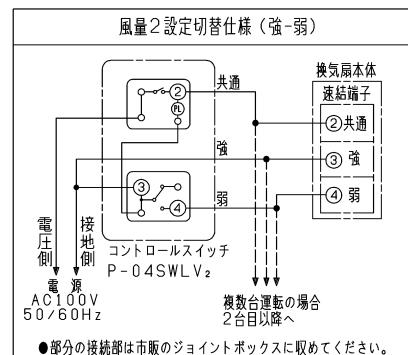 風量2設定切替仕様（強-弱）
換気扇本体
速結端子
共通
②
PL
②共通
強
③
③ 強
弱
④
④ 弱
電圧側
接地側
コントロールスイッチ
P-04SWLV₂
電 源
AC100V
50/60Hz
複数台運転の場合
2台目以降へ
●部分の接続部は市販のジョイントボックスに収めてください。